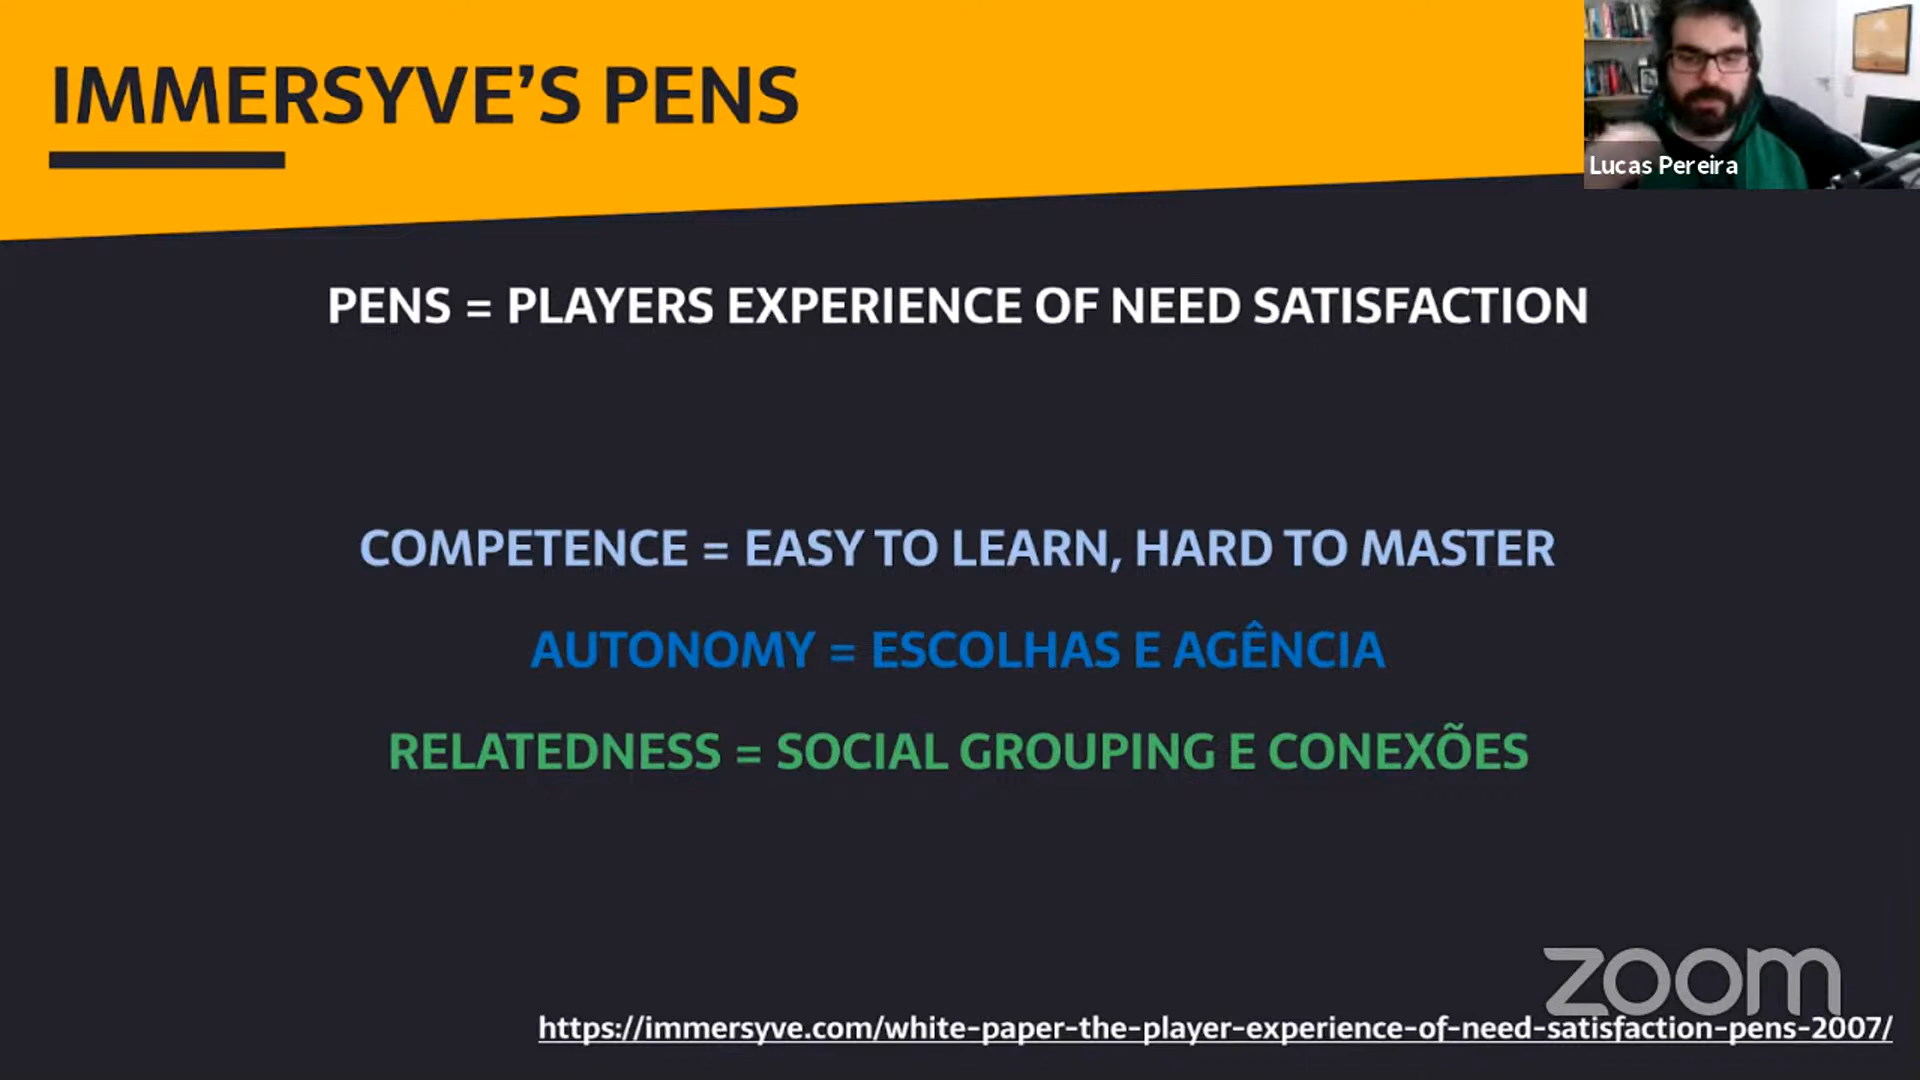 IMMERSYVE'S PENS
Lucas Pereira
PENS = PLAYERS EXPERIENCE OF NEED SATISFACTION
COMPETENCE = EASY TO LEARN, HARD TO MASTER
AUTONOMY = ESCOLHAS E AGÊNCIA
RELATEDNESS = SOCIAL GROUPING E CONEXÕES
zoom
https://immersyve.com/white-paper-the-player-experience-of-need-satisfaction-pens-2007/